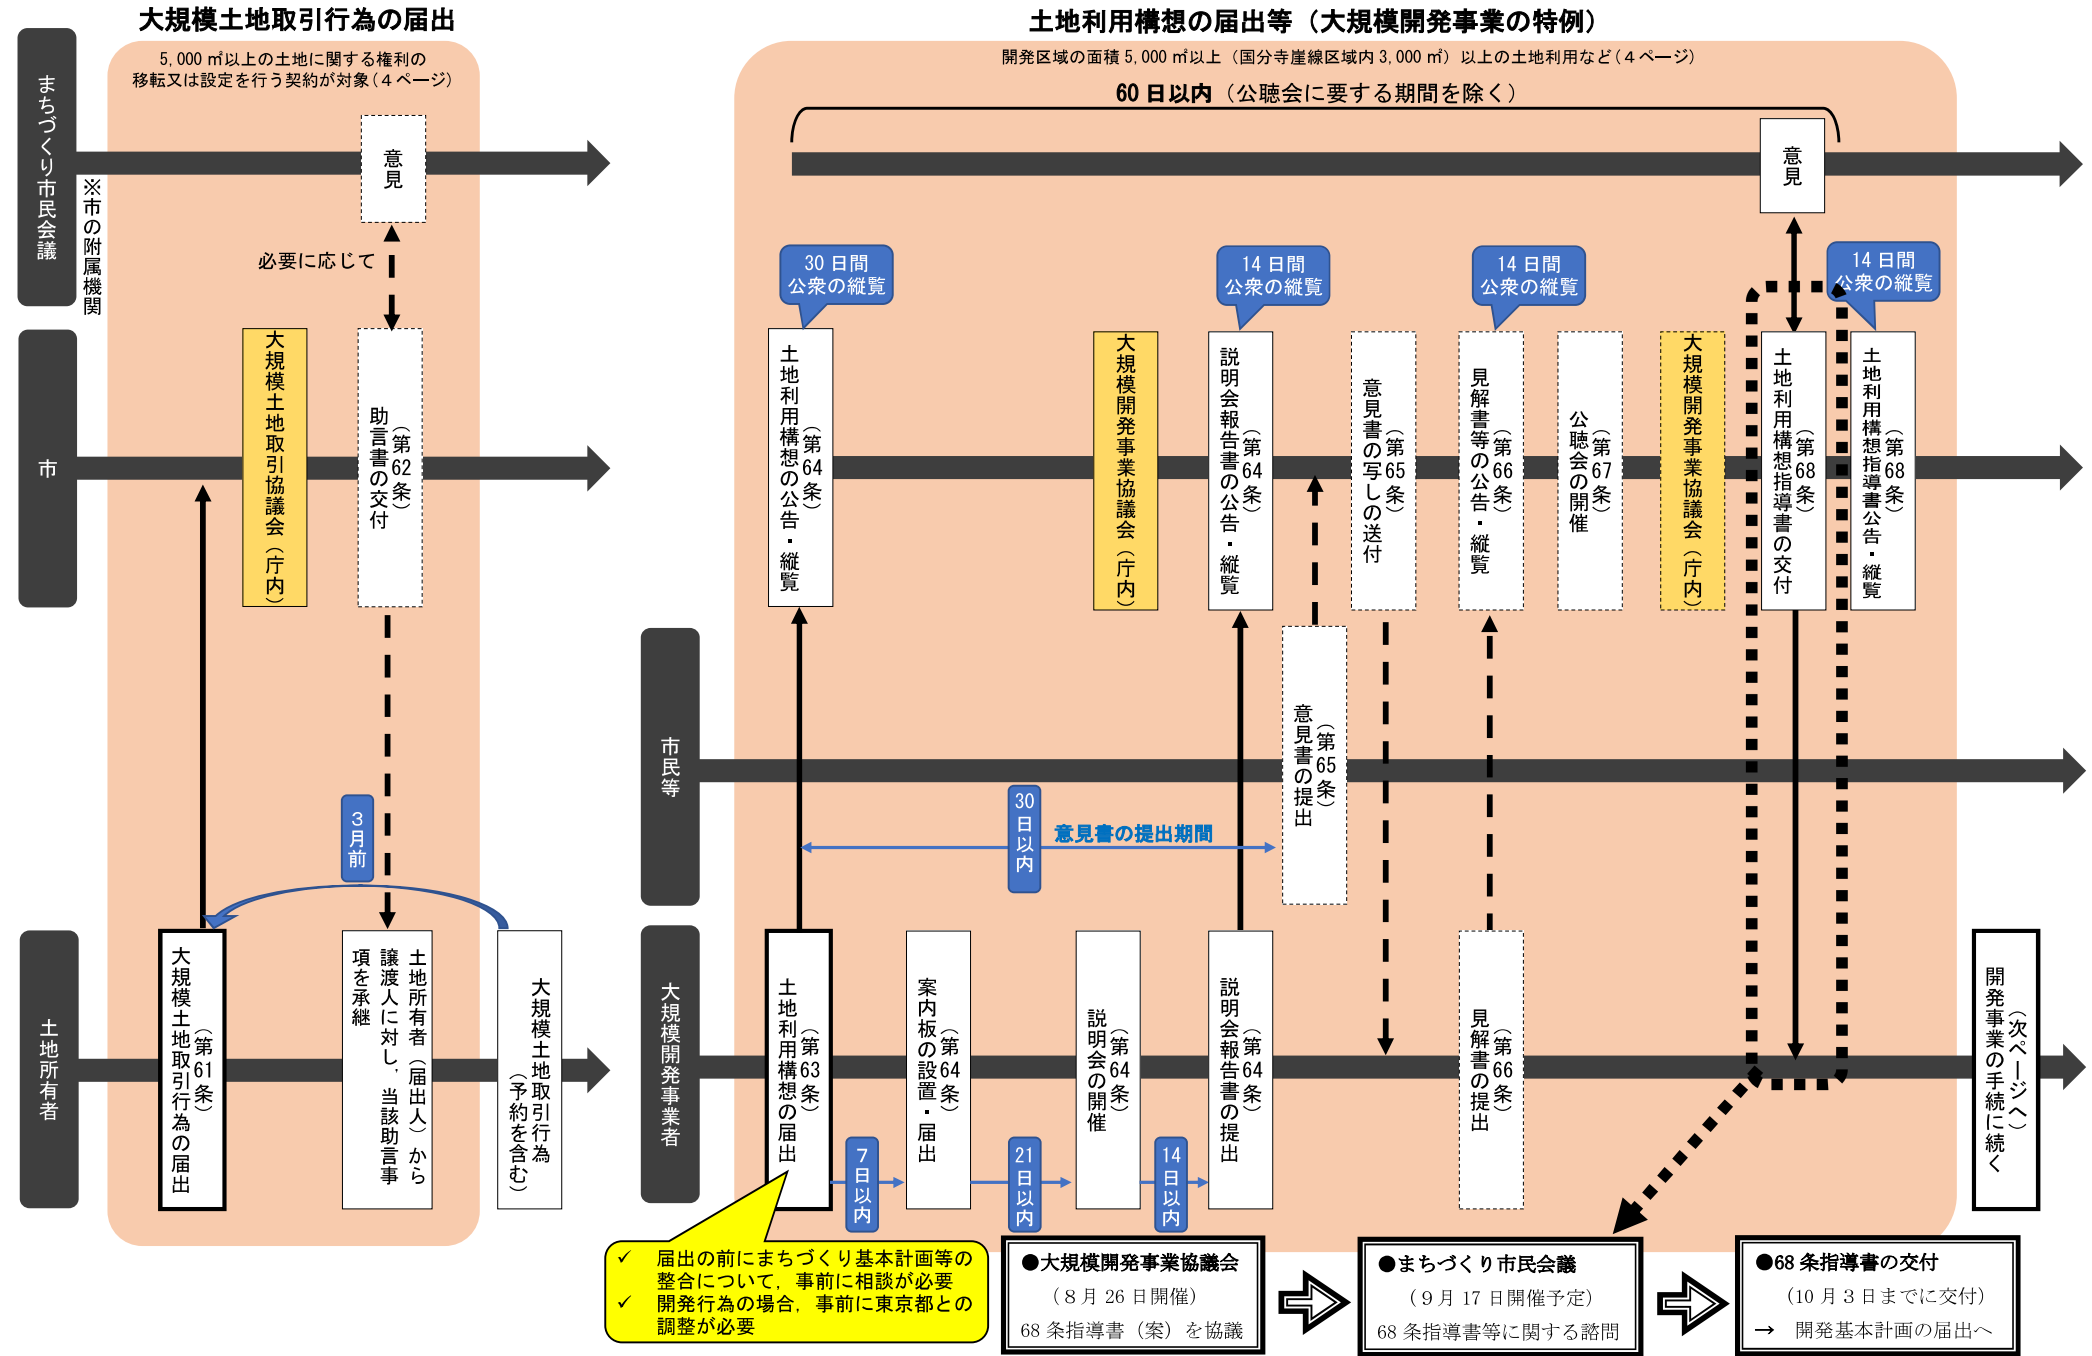 大規模土地取引行為の届出
5,000 ㎡以上の土地に関する権利の
移転又は設定を行う契約が対象（４ページ）
まちづくり市民会議
※市の附属機関
意見
必要に応じて
市
大規模土地取引協議会（庁内）
助言書の交付
（第62条）
3月前
土地所有者
大規模土地取引行為の届出
（第61条）
土地所有者（届出人）から
譲渡人に対し，当該助言事
項を承継
大規模土地取引行為
（予約を含む）
土地利用構想の届出等（大規模開発事業の特例）
開発区域の面積 5,000 ㎡以上（国分寺崖線区域内 3,000 ㎡）以上の土地利用など（４ページ）
60 日以内（公聴会に要する期間を除く）
意見
30 日間
公衆の縦覧
14 日間
公衆の縦覧
14 日間
公衆の縦覧
14 日間
公衆の縦覧
土地利用構想の公告・縦覧
（第64条）
大規模開発事業協議会（庁内）
説明会報告書の公告・縦覧
（第64条）
意見書の写しの送付
（第65条）
見解書等の公告・縦覧
（第66条）
公聴会の開催
（第67条）
大規模開発事業協議会（庁内）
土地利用構想指導書の交付
（第68条）
土地利用構想指導書公告・縦覧
（第68条）
市民等
意見書の提出
（第65条）
30日以内
意見書の提出期間
大規模開発事業者
土地利用構想の届出
（第63条）
案内板の設置・届出
（第64条）
説明会の開催
（第64条）
説明会報告書の提出
（第64条）
見解書の提出
（第66条）
開発事業の手続に続く
（次ページへ）
7日以内
21日以内
14日以内
✓ 届出の前にまちづくり基本計画等の
整合について，事前に相談が必要
✓ 開発行為の場合，事前に東京都との
調整が必要
●大規模開発事業協議会
（８月 26 日開催）
68 条指導書（案）を協議
●まちづくり市民会議
（９月 17 日開催予定）
68 条指導書等に関する諮問
●68 条指導書の交付
（10 月３日までに交付）
→ 開発基本計画の届出へ